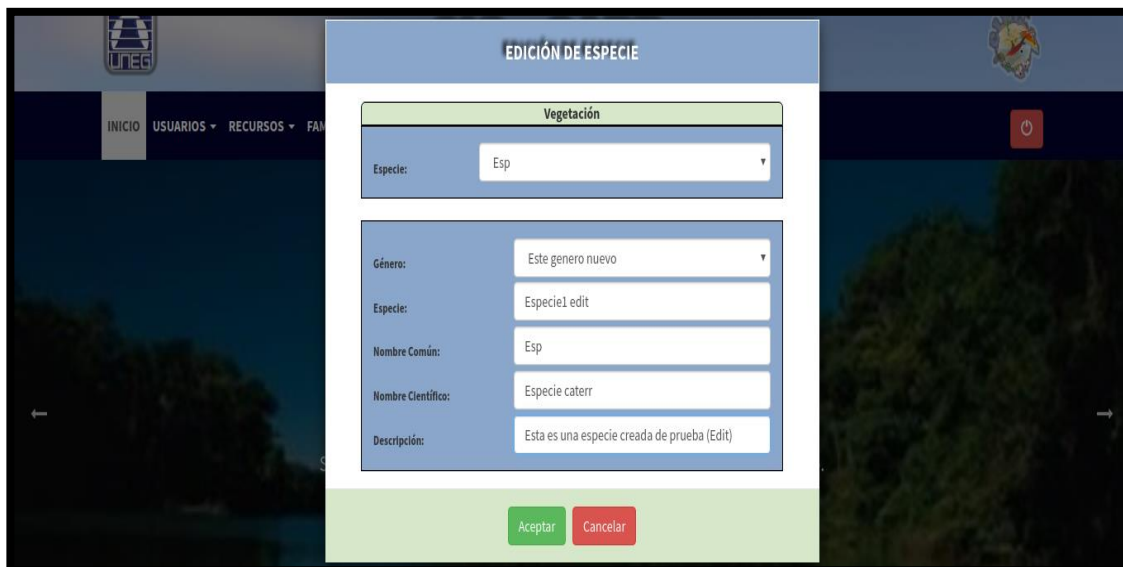 UNEG
EDICIÓN DE ESPECIE
INICIO USUARIOS RECURSOS FAM
Vegetación
Especie: Esp
Género: Este genero nuevo
Especie: Especie1 edit
Nombre Común: Esp
Nombre Científico: Especie caterr
Descripción: Esta es una especie creada de prueba (Edit)
S
Aceptar Cancelar